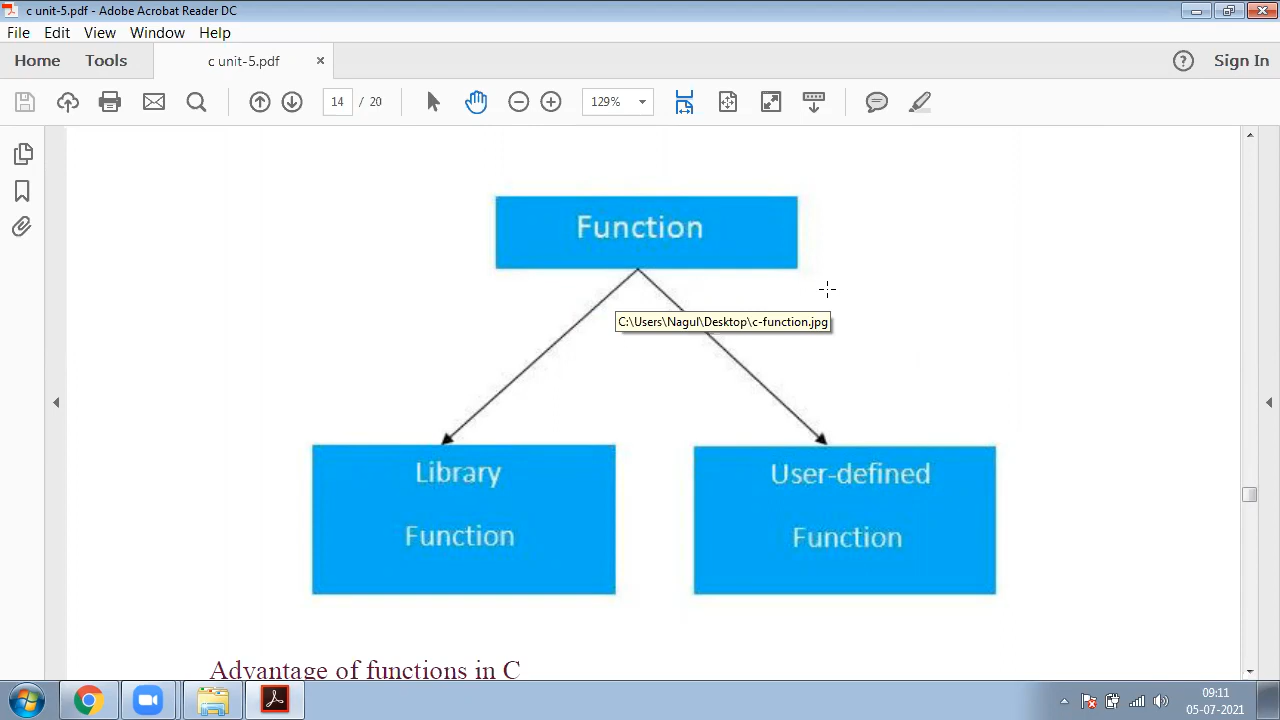 c unit-5.pdf - Adobe Acrobat Reader DC
File Edit View Window Help
Home Tools c unit-5.pdf × ? Sign In
14 / 20 129%
Function
C:\Users\Nagul\Desktop\c-function.jpg
Library
Function
User-defined
Function
Advantage of functions in C
09:11
05-07-2021